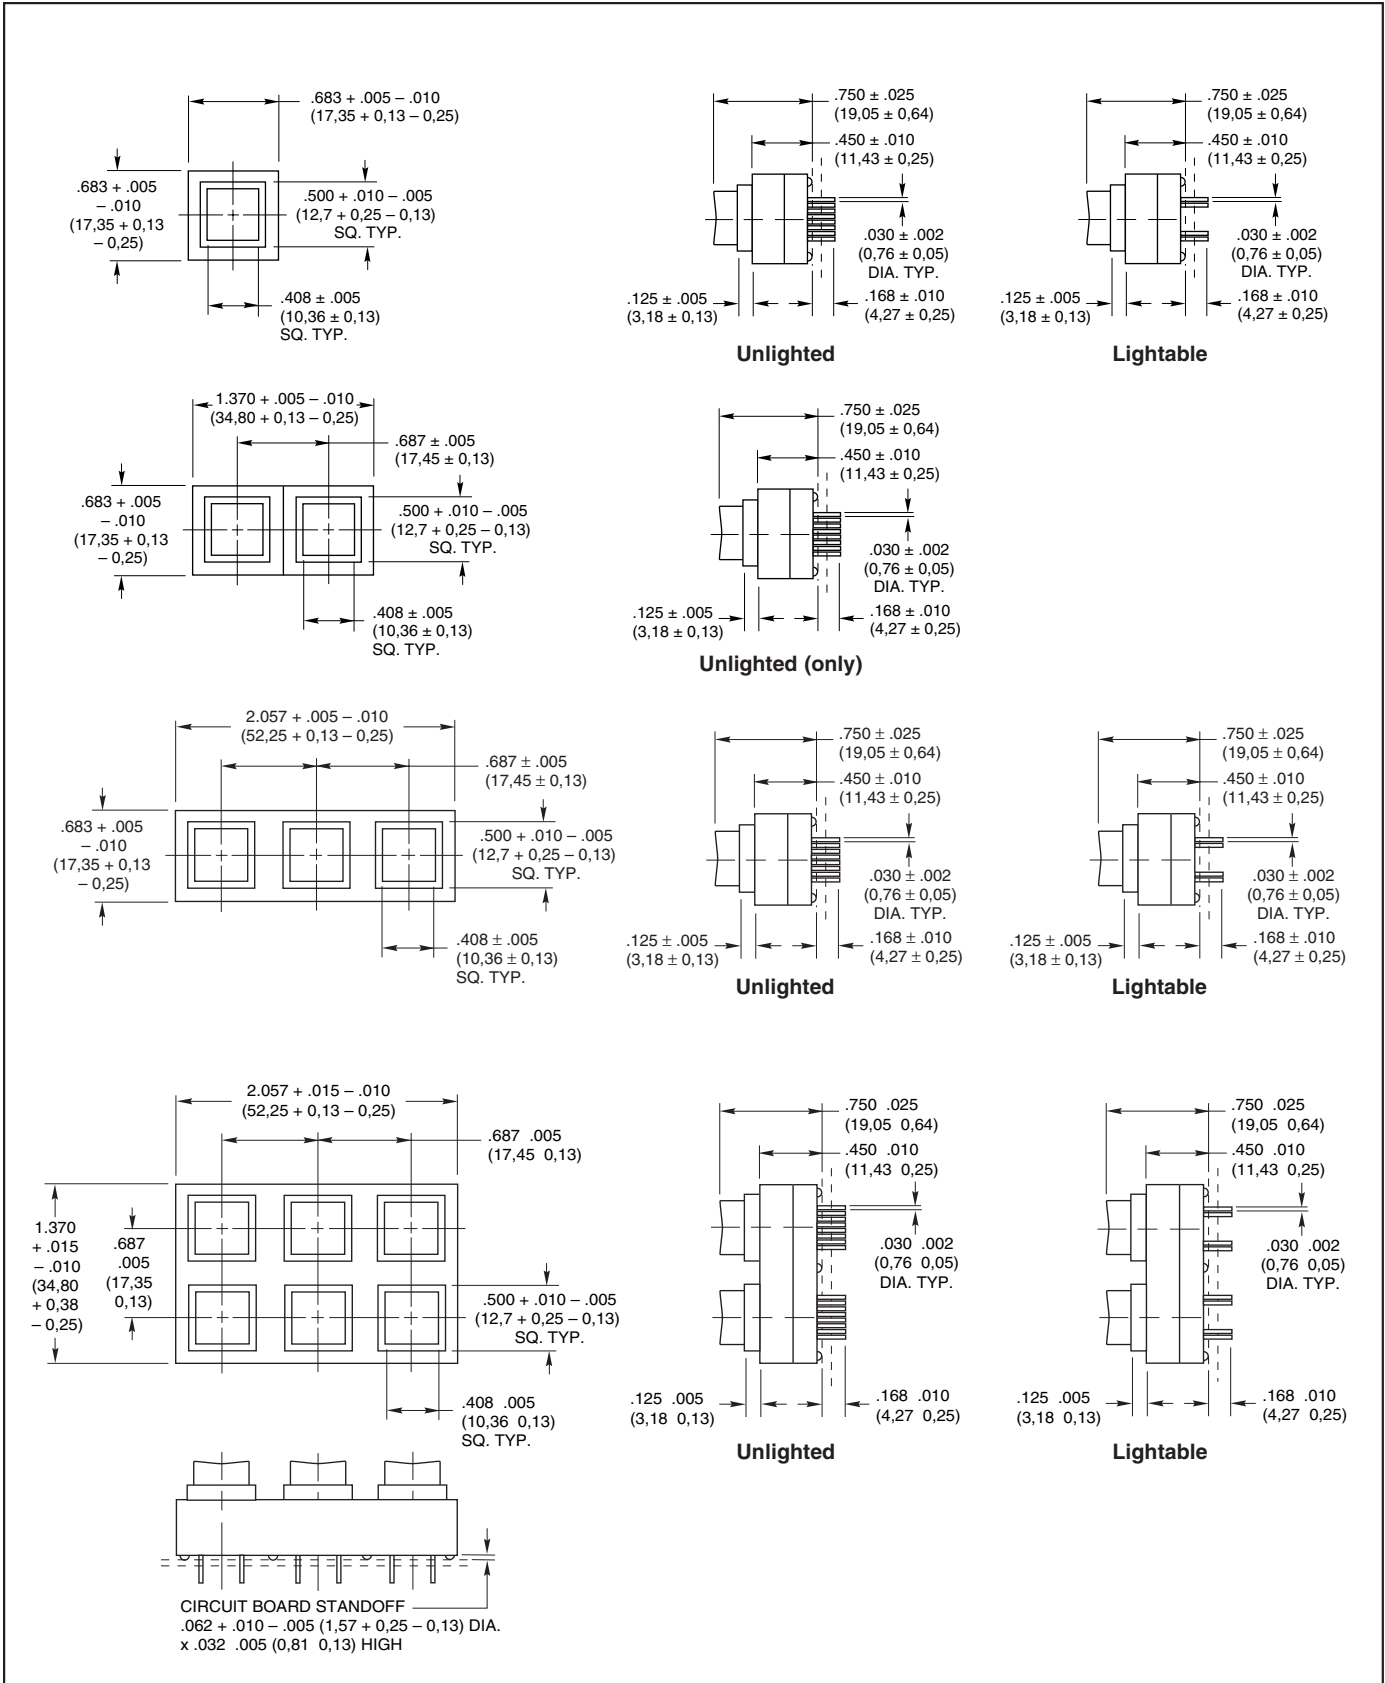 .683 + .005 – .010
(17,35 + 0,13 – 0,25)
.683 + .005
– .010
(17,35 + 0,13
– 0,25)
.500 + .010 – .005
(12,7 + 0,25 – 0,13)
SQ. TYP.
.408 ± .005
(10,36 ± 0,13)
SQ. TYP.
.750 ± .025
(19,05 ± 0,64)
.450 ± .010
(11,43 ± 0,25)
.030 ± .002
(0,76 ± 0,05)
DIA. TYP.
.125 ± .005
(3,18 ± 0,13)
.168 ± .010
(4,27 ± 0,25)
Unlighted
.750 ± .025
(19,05 ± 0,64)
.450 ± .010
(11,43 ± 0,25)
.030 ± .002
(0,76 ± 0,05)
DIA. TYP.
.125 ± .005
(3,18 ± 0,13)
.168 ± .010
(4,27 ± 0,25)
Lightable
1.370 + .005 – .010
(34,80 + 0,13 – 0,25)
.687 ± .005
(17,45 ± 0,13)
.683 + .005
– .010
(17,35 + 0,13
– 0,25)
.500 + .010 – .005
(12,7 + 0,25 – 0,13)
SQ. TYP.
.408 ± .005
(10,36 ± 0,13)
SQ. TYP.
.750 ± .025
(19,05 ± 0,64)
.450 ± .010
(11,43 ± 0,25)
.030 ± .002
(0,76 ± 0,05)
DIA. TYP.
.125 ± .005
(3,18 ± 0,13)
.168 ± .010
(4,27 ± 0,25)
Unlighted (only)
2.057 + .005 – .010
(52,25 + 0,13 – 0,25)
.687 ± .005
(17,45 ± 0,13)
.683 + .005
– .010
(17,35 + 0,13
– 0,25)
.500 + .010 – .005
(12,7 + 0,25 – 0,13)
SQ. TYP.
.408 ± .005
(10,36 ± 0,13)
SQ. TYP.
.750 ± .025
(19,05 ± 0,64)
.450 ± .010
(11,43 ± 0,25)
.030 ± .002
(0,76 ± 0,05)
DIA. TYP.
.125 ± .005
(3,18 ± 0,13)
.168 ± .010
(4,27 ± 0,25)
Unlighted
.750 ± .025
(19,05 ± 0,64)
.450 ± .010
(11,43 ± 0,25)
.030 ± .002
(0,76 ± 0,05)
DIA. TYP.
.125 ± .005
(3,18 ± 0,13)
.168 ± .010
(4,27 ± 0,25)
Lightable
2.057 + .015 – .010
(52,25 + 0,13 – 0,25)
.687 .005
(17,45 0,13)
1.370
+ .015
– .010
(34,80
+ 0,38
– 0,25)
.687
.005
(17,35
0,13)
.500 + .010 – .005
(12,7 + 0,25 – 0,13)
SQ. TYP.
.408 .005
(10,36 0,13)
SQ. TYP.
.750 .025
(19,05 0,64)
.450 .010
(11,43 0,25)
.030 .002
(0,76 0,05)
DIA. TYP.
.125 .005
(3,18 0,13)
.168 .010
(4,27 0,25)
Unlighted
.750 .025
(19,05 0,64)
.450 .010
(11,43 0,25)
.030 .002
(0,76 0,05)
DIA. TYP.
.125 .005
(3,18 0,13)
.168 .010
(4,27 0,25)
Lightable
CIRCUIT BOARD STANDOFF
.062 + .010 – .005 (1,57 + 0,25 – 0,13) DIA.
x .032 .005 (0,81 0,13) HIGH